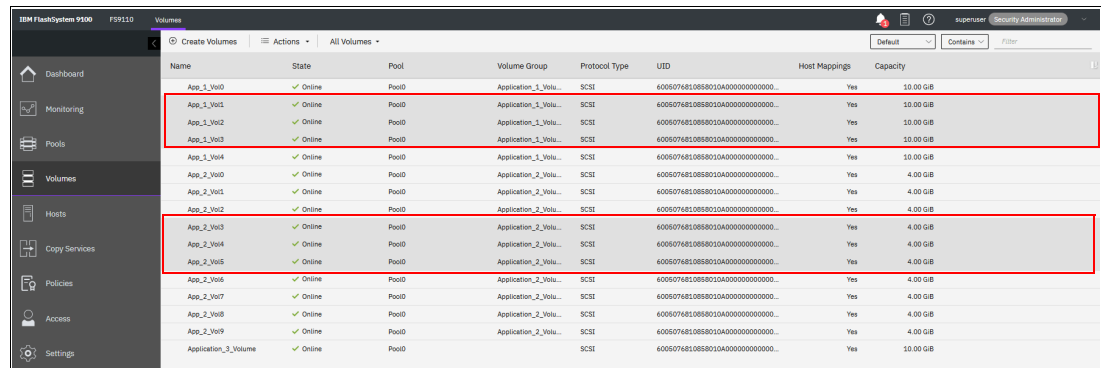 IBM FlashSystem 9100 FS9110 Volumes superuser Security Administrator
Create Volumes Actions All Volumes Default Contains Filter
Name State Pool Volume Group Protocol Type UID Host Mappings Capacity
App_1_Vol0 Online Pool0 Application_1_Volu... SCSI 6005076810858010A000000000000... Yes 10.00 GiB
App_1_Vol1 Online Pool0 Application_1_Volu... SCSI 6005076810858010A000000000000... Yes 10.00 GiB
App_1_Vol2 Online Pool0 Application_1_Volu... SCSI 6005076810858010A000000000000... Yes 10.00 GiB
App_1_Vol3 Online Pool0 Application_1_Volu... SCSI 6005076810858010A000000000000... Yes 10.00 GiB
App_1_Vol4 Online Pool0 Application_1_Volu... SCSI 6005076810858010A000000000000... Yes 10.00 GiB
App_2_Vol0 Online Pool0 Application_2_Volu... SCSI 6005076810858010A000000000000... Yes 4.00 GiB
App_2_Vol1 Online Pool0 Application_2_Volu... SCSI 6005076810858010A000000000000... Yes 4.00 GiB
App_2_Vol2 Online Pool0 Application_2_Volu... SCSI 6005076810858010A000000000000... Yes 4.00 GiB
App_2_Vol3 Online Pool0 Application_2_Volu... SCSI 6005076810858010A000000000000... Yes 4.00 GiB
App_2_Vol4 Online Pool0 Application_2_Volu... SCSI 6005076810858010A000000000000... Yes 4.00 GiB
App_2_Vol5 Online Pool0 Application_2_Volu... SCSI 6005076810858010A000000000000... Yes 4.00 GiB
App_2_Vol6 Online Pool0 Application_2_Volu... SCSI 6005076810858010A000000000000... Yes 4.00 GiB
App_2_Vol7 Online Pool0 Application_2_Volu... SCSI 6005076810858010A000000000000... Yes 4.00 GiB
App_2_Vol8 Online Pool0 Application_2_Volu... SCSI 6005076810858010A000000000000... Yes 4.00 GiB
App_2_Vol9 Online Pool0 Application_2_Volu... SCSI 6005076810858010A000000000000... Yes 4.00 GiB
Application_3_Volume Online Pool0 SCSI 6005076810858010A000000000000... Yes 10.00 GiB
Dashboard
Monitoring
Pools
Volumes
Hosts
Copy Services
Policies
Access
Settings